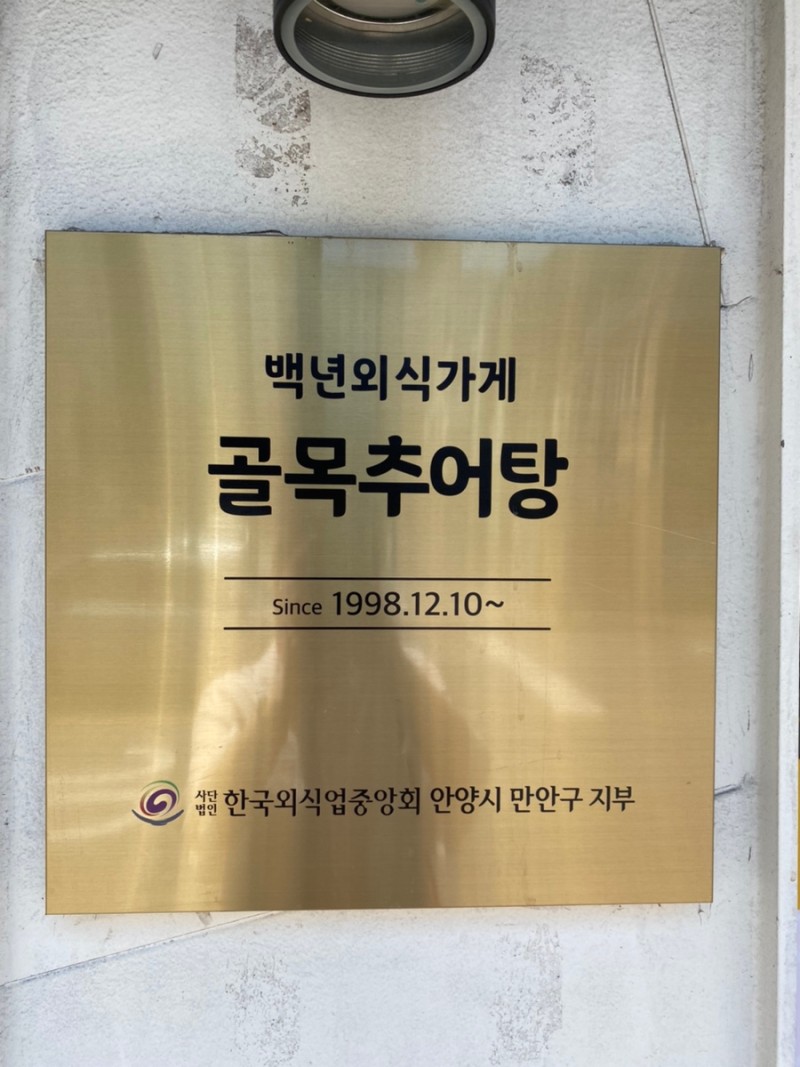 백년외식가게
골목추어탕
Since 1998.12.10~
사단법인 한국외식업중앙회 안양시 만안구 지부